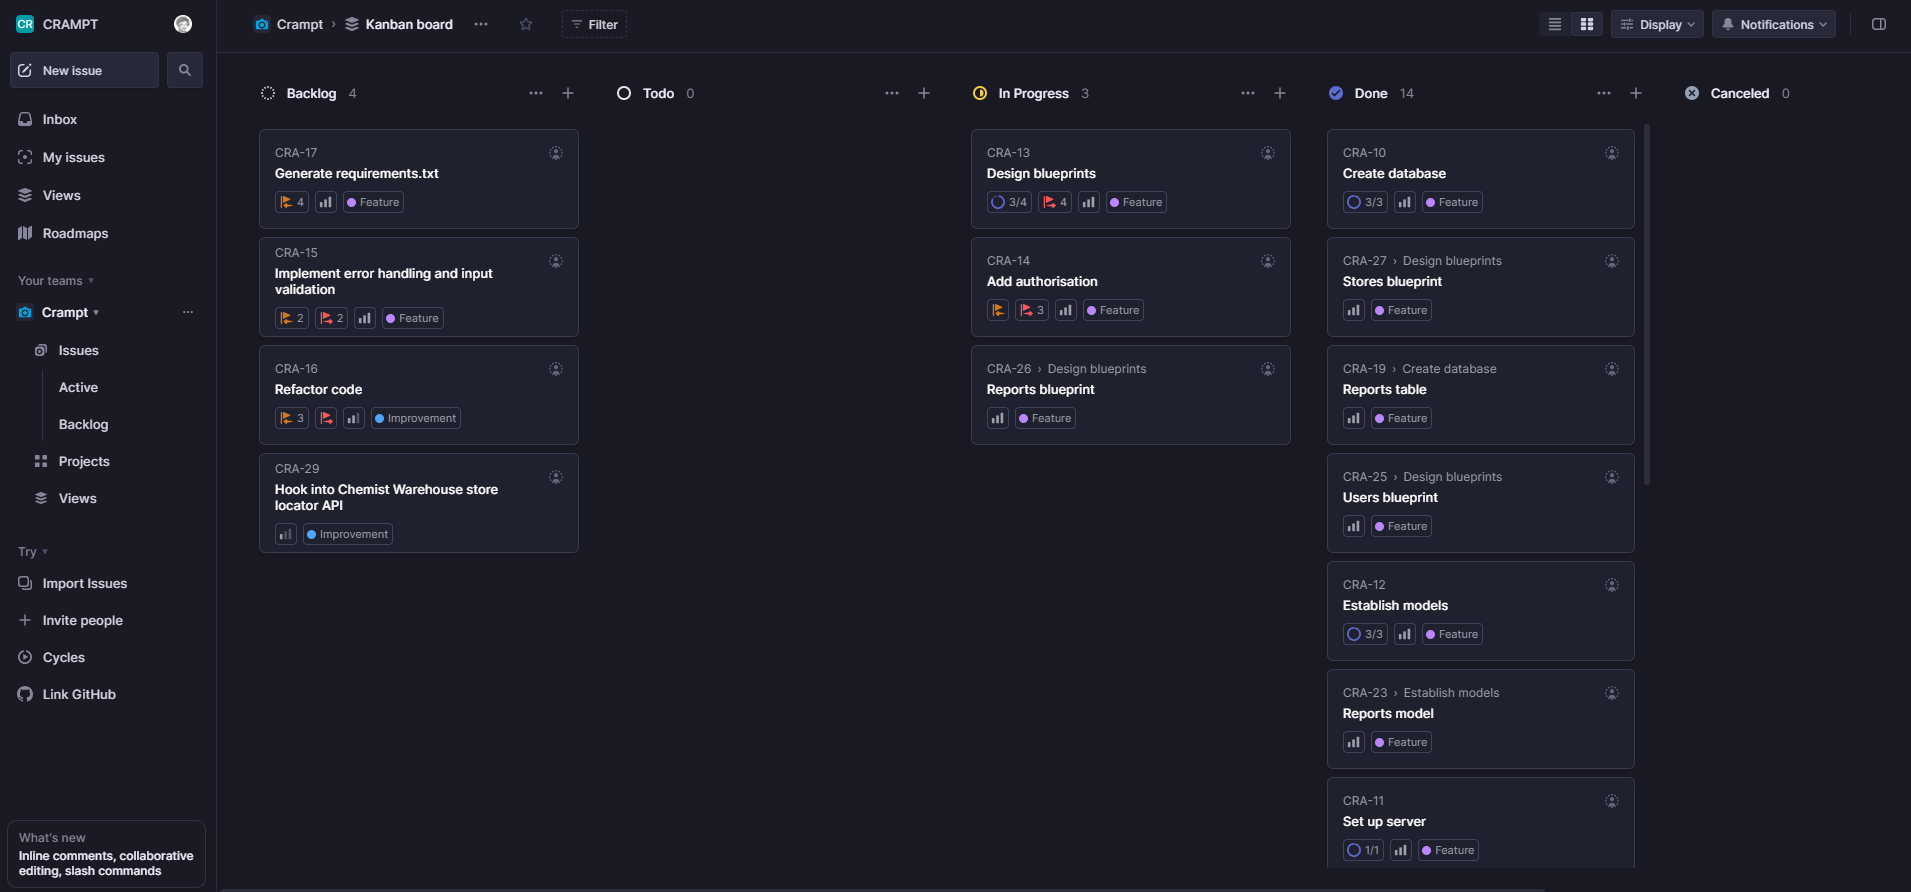 CR CRAMPT
New issue
Inbox
My issues
Views
Roadmaps
Your teams
Crampt
Issues
Active
Backlog
Projects
Views
Try
Import Issues
Invite people
Cycles
Link GitHub
What's new
Inline comments, collaborative
editing, slash commands
Crampt › Kanban board
Filter
Display
Notifications
Backlog 4
CRA-17
Generate requirements.txt
4 Feature
CRA-15
Implement error handling and input
validation
2 2 Feature
CRA-16
Refactor code
3 Improvement
CRA-29
Hook into Chemist Warehouse store
locator API
Improvement
Todo 0
In Progress 3
CRA-13
Design blueprints
3/4 4 Feature
CRA-14
Add authorisation
3 Feature
CRA-26 › Design blueprints
Reports blueprint
Feature
Done 14
CRA-10
Create database
3/3 Feature
CRA-27 › Design blueprints
Stores blueprint
Feature
CRA-19 › Create database
Reports table
Feature
CRA-25 › Design blueprints
Users blueprint
Feature
CRA-12
Establish models
3/3 Feature
CRA-23 › Establish models
Reports model
Feature
CRA-11
Set up server
1/1 Feature
Canceled 0